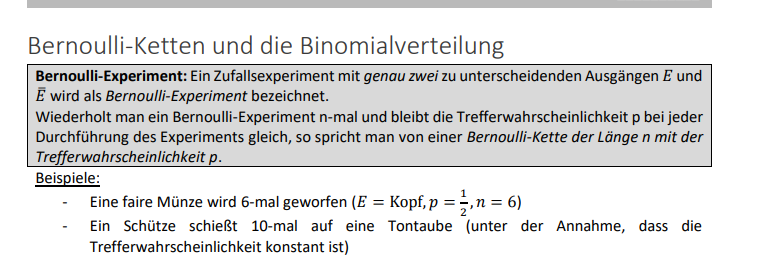 Bernoulli-Ketten und die Binomialverteilung
Bernoulli-Experiment: Ein Zufallsexperiment mit genau zwei zu unterscheidenden Ausgängen E und
Ē wird als Bernoulli-Experiment bezeichnet.
Wiederholt man ein Bernoulli-Experiment n-mal und bleibt die Trefferwahrscheinlichkeit p bei jeder
Durchführung des Experiments gleich, so spricht man von einer Bernoulli-Kette der Länge n mit der
Trefferwahrscheinlichkeit p.
Beispiele:
- Eine faire Münze wird 6-mal geworfen (E = Kopf, p = 1/2, n = 6)
- Ein Schütze schießt 10-mal auf eine Tontaube (unter der Annahme, dass die
Trefferwahrscheinlichkeit konstant ist)